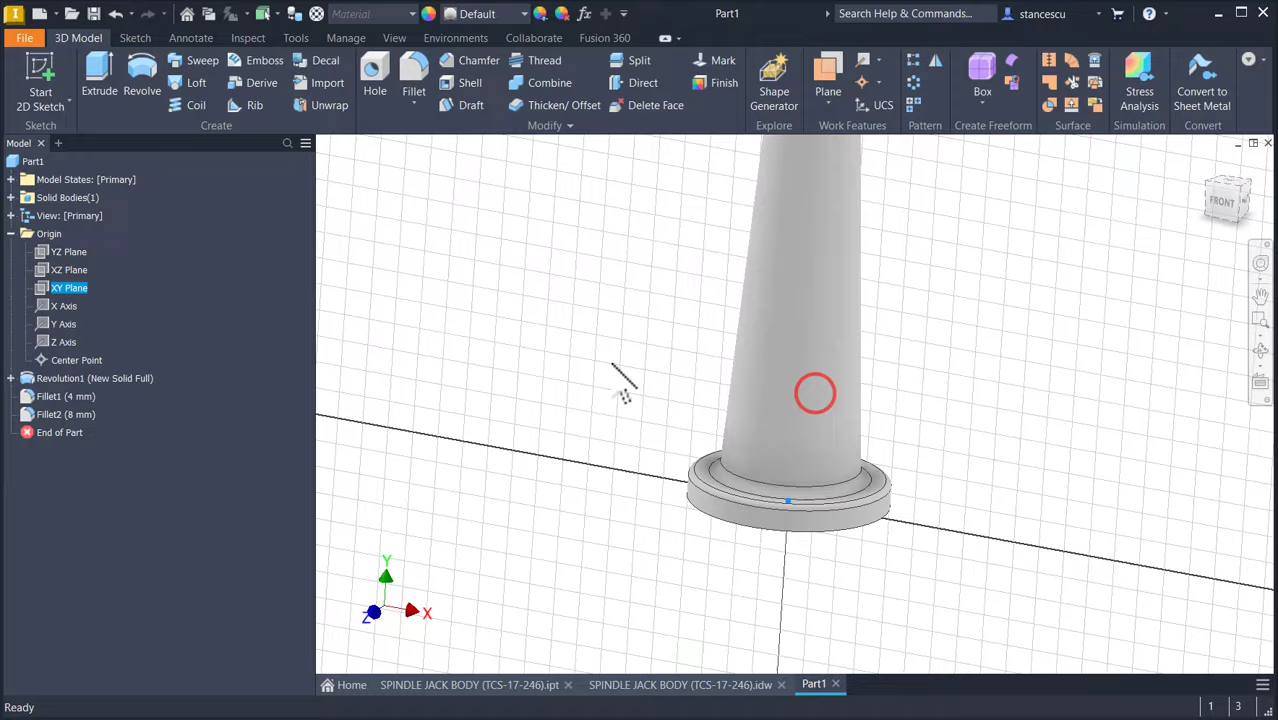 Material Default Part1 Search Help & Commands... stancescu
File 3D Model Sketch Annotate Inspect Tools Manage View Environments Collaborate Fusion 360
Start 2D Sketch Extrude Revolve Sweep Emboss Decal Hole Fillet Chamfer Thread Split Mark Shape Generator Plane Box Stress Analysis Convert to Sheet Metal
Loft Derive Import Shell Combine Direct Finish
Coil Rib Unwrap Draft Thicken/ Offset Delete Face UCS
Sketch Create Modify Explore Work Features Pattern Create Freeform Surface Simulation Convert
Model
Part1
Model States: [Primary]
Solid Bodies(1)
View: [Primary]
Origin
YZ Plane
XZ Plane
XY Plane
X Axis
Y Axis
Z Axis
Center Point
Revolution1 (New Solid Full)
Fillet1 (4 mm)
Fillet2 (8 mm)
End of Part
FRONT
Y
X
Z
Home SPINDLE JACK BODY (TCS-17-246).ipt SPINDLE JACK BODY (TCS-17-246).idw Part1
Ready 1 3